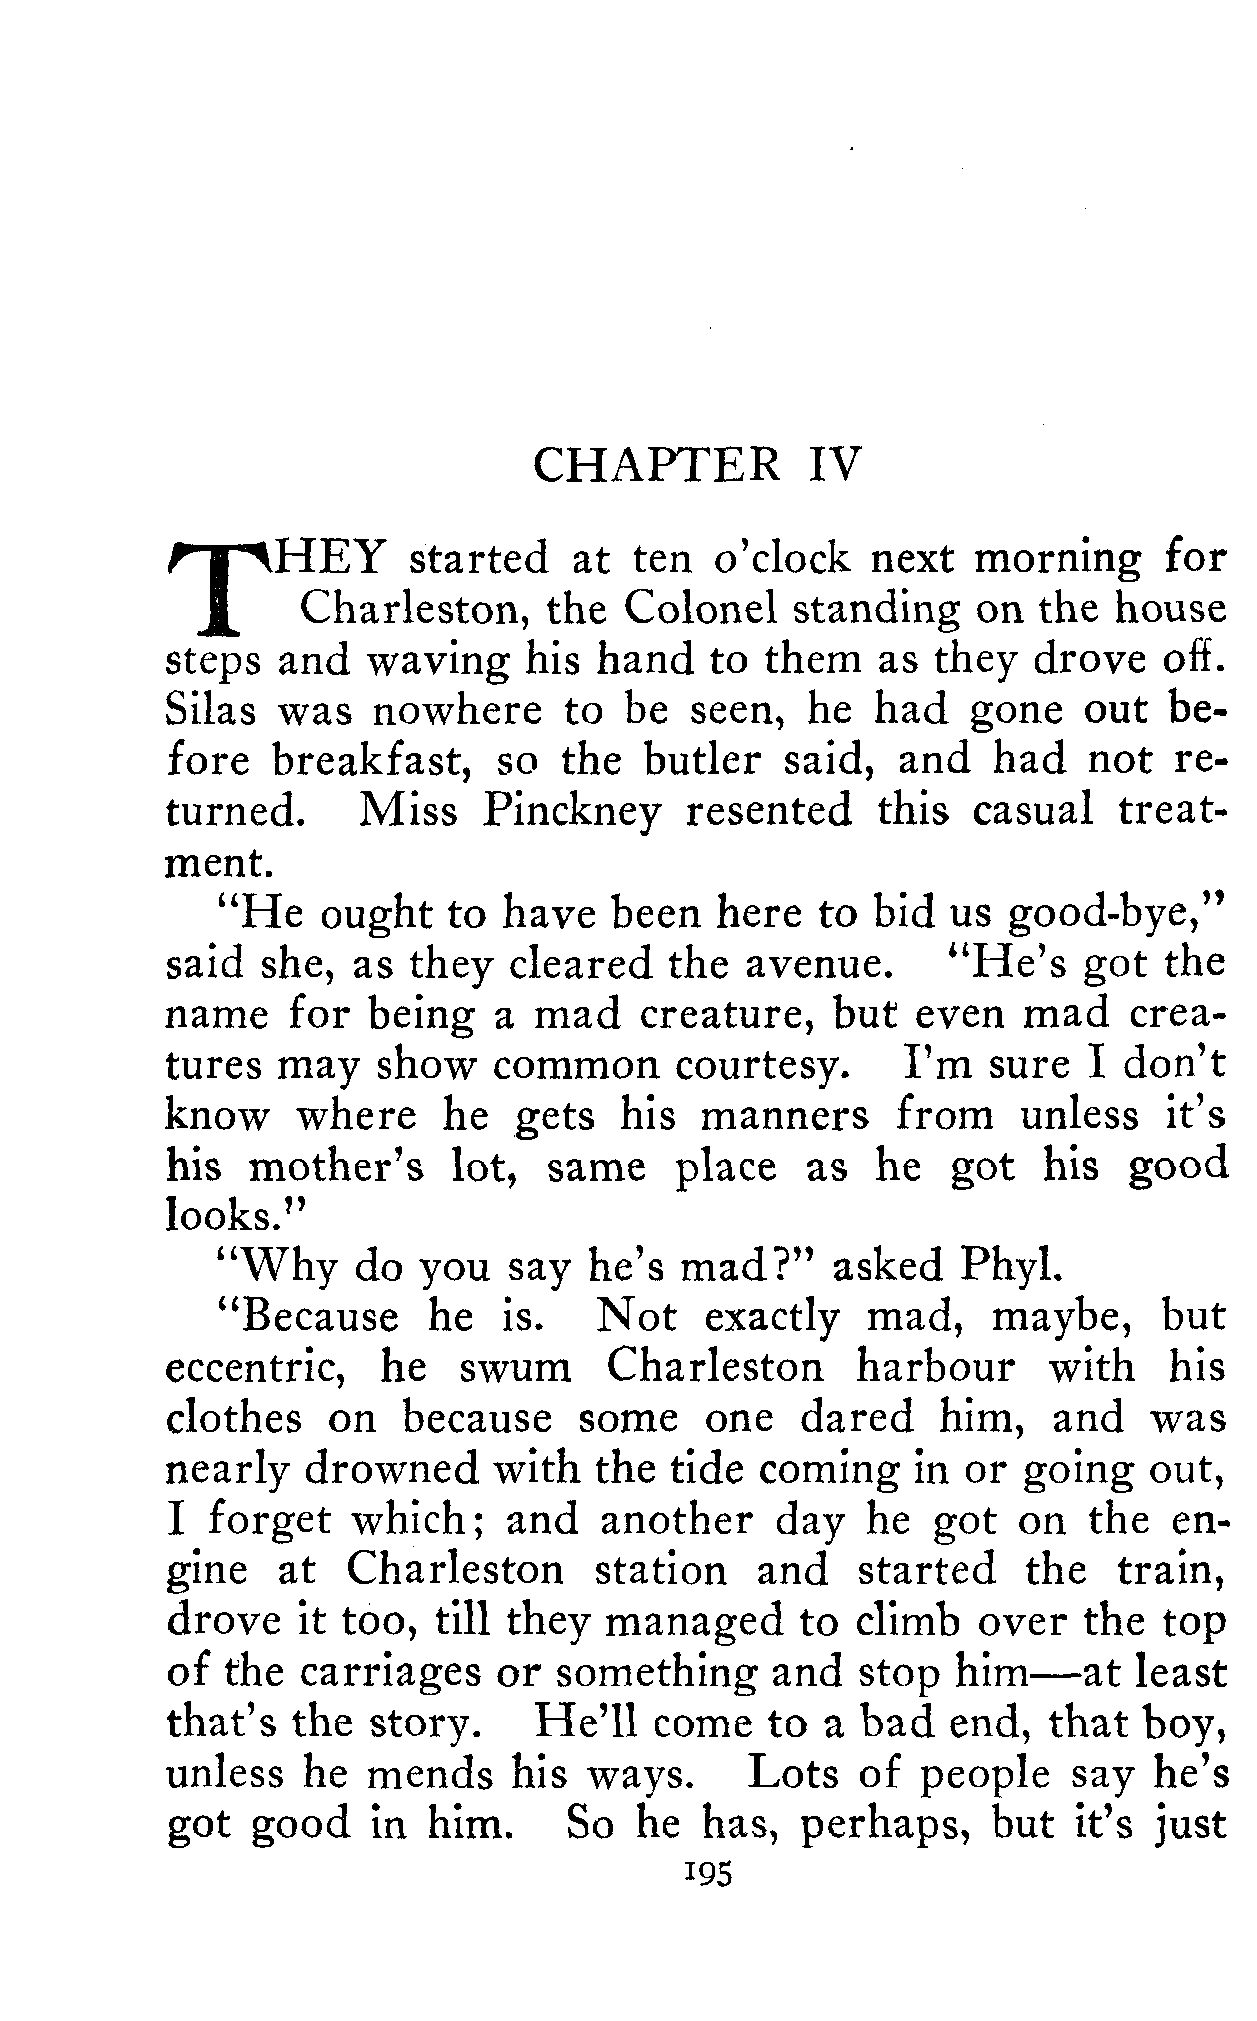 CHAPTER IV
THEY started at ten o'clock next morning for
Charleston, the Colonel standing on the house
steps and waving his hand to them as they drove off.
Silas was nowhere to be seen, he had gone out be-
fore breakfast, so the butler said, and had not re-
turned. Miss Pinckney resented this casual treat-
ment.
"He ought to have been here to bid us good-bye,"
said she, as they cleared the avenue. "He's got the
name for being a mad creature, but even mad crea-
tures may show common courtesy. I'm sure I don't
know where he gets his manners from unless it's
his mother's lot, same place as he got his good
looks."
"Why do you say he's mad?" asked Phyl.
"Because he is. Not exactly mad, maybe, but
eccentric, he swum Charleston harbour with his
clothes on because some one dared him, and was
nearly drowned with the tide coming in or going out,
I forget which; and another day he got on the en-
gine at Charleston station and started the train,
drove it too, till they managed to climb over the top
of the carriages or something and stop him—at least
that's the story. He'll come to a bad end, that boy,
unless he mends his ways. Lots of people say he's
got good in him. So he has, perhaps, but it's just
195